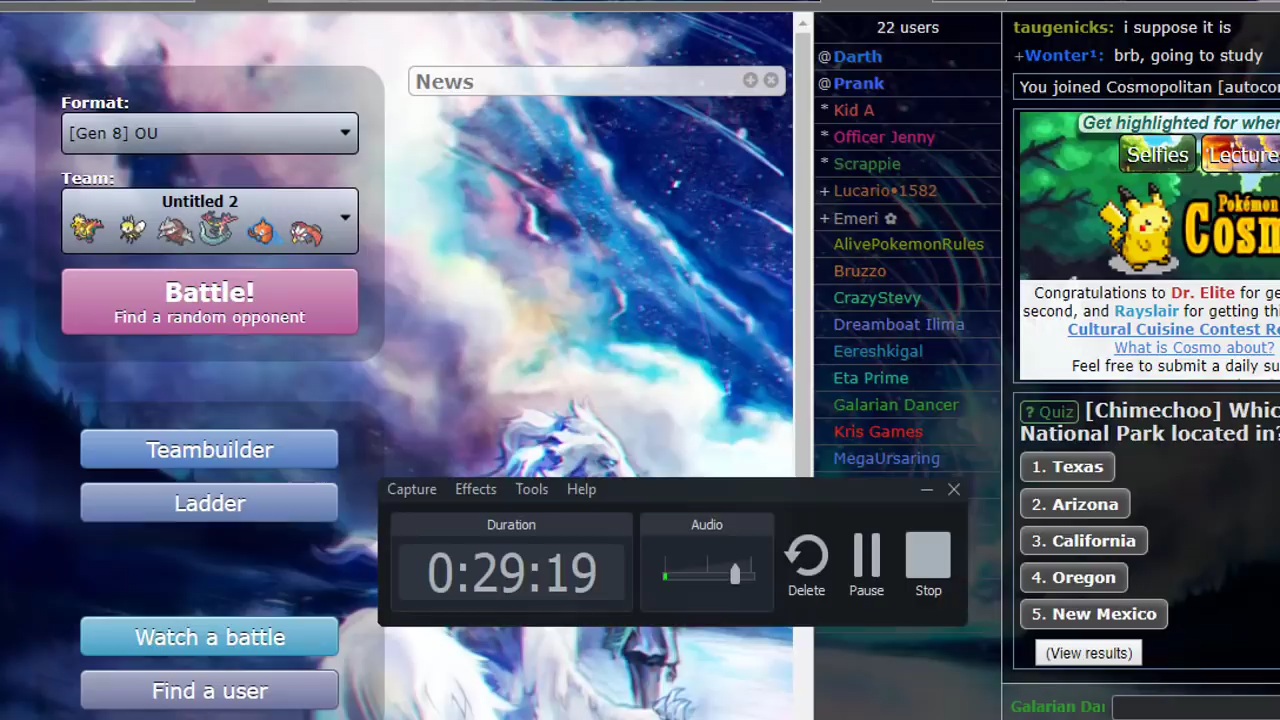 Format:
[Gen 8] OU
Team:
Untitled 2
Battle!
Find a random opponent
Teambuilder
Ladder
Watch a battle
Find a user
News
Capture Effects Tools Help
Duration
0:29:19
Audio
Delete
Pause
Stop
22 users
@Darth
@Prank
* Kid A
* Officer Jenny
* Scrappie
+ Lucario•1582
+ Emeri ✿
AlivePokemonRules
Bruzzo
CrazyStevy
Dreamboat Ilima
Eereshkigal
Eta Prime
Galarian Dancer
Kris Games
MegaUrsaring
taugenicks: i suppose it is
+Wonter¹: brb, going to study
You joined Cosmopolitan [autoco
Get highlighted for when
Selfies
Lecture
Pokémon
Cosm
Congratulations to Dr. Elite for ge
second, and Rayslair for getting thi
Cultural Cuisine Contest Re
What is Cosmo about?
Feel free to submit a daily su
? Quiz [Chimechoo] Whic
National Park located in?
1. Texas
2. Arizona
3. California
4. Oregon
5. New Mexico
(View results)
Galarian Da